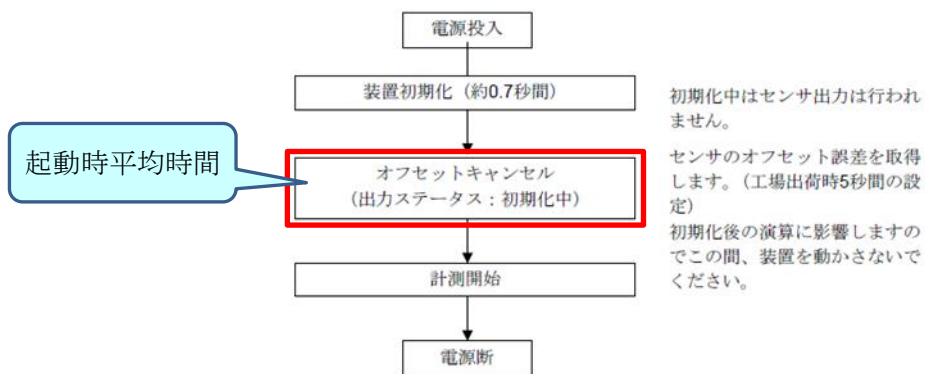 電源投入
装置初期化（約0.7秒間）
初期化中はセンサ出力は行われ
ません。
起動時平均時間
オフセットキャンセル
（出力ステータス：初期化中）
センサのオフセット誤差を取得
します。（工場出荷時5秒間の設
定）
初期化後の演算に影響しますの
でこの間、装置を動かさないで
ください。
計測開始
電源断